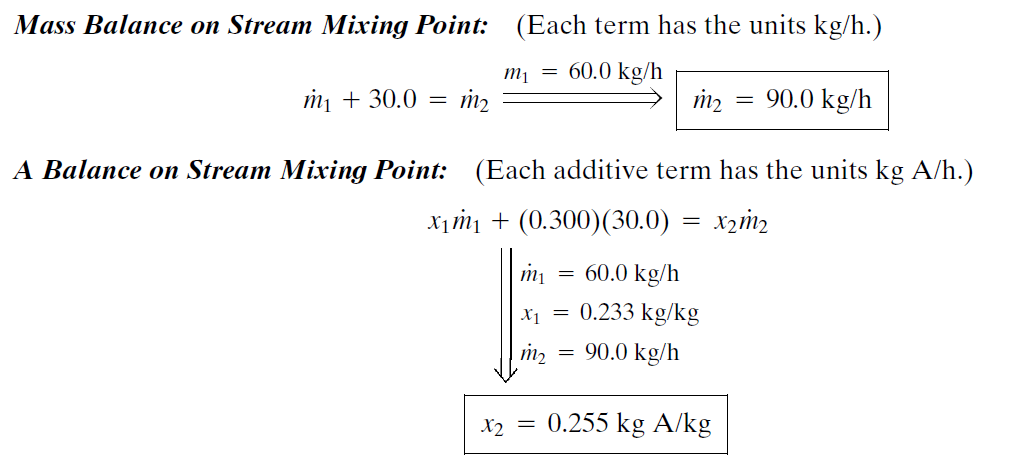 Mass Balance on Stream Mixing Point: (Each term has the units kg/h.)
m₁ = 60.0 kg/h
ṁ₁ + 30.0 = ṁ₂ ⟹ ṁ₂ = 90.0 kg/h
A Balance on Stream Mixing Point: (Each additive term has the units kg A/h.)
x₁ṁ₁ + (0.300)(30.0) = x₂ṁ₂
ṁ₁ = 60.0 kg/h
x₁ = 0.233 kg/kg
ṁ₂ = 90.0 kg/h
x₂ = 0.255 kg A/kg